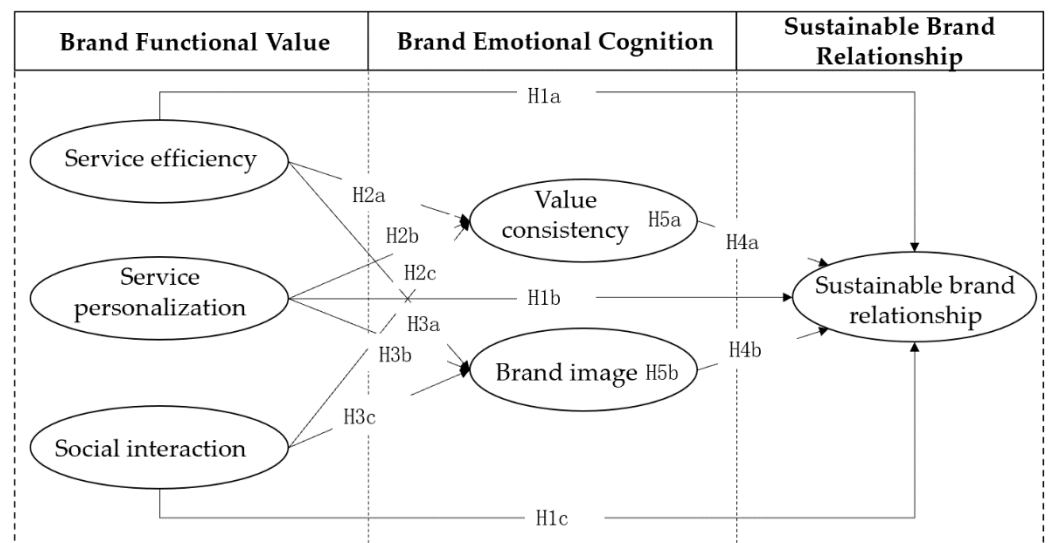 Brand Functional Value
Brand Emotional Cognition
Sustainable Brand
Relationship
H1a
Service efficiency
H2a
Value
consistency
H5a
H2b
H4a
H2c
Service
personalization
H1b
Sustainable brand
relationship
H3a
H3b
H4b
Brand image
H5b
H3c
Social interaction
H1c